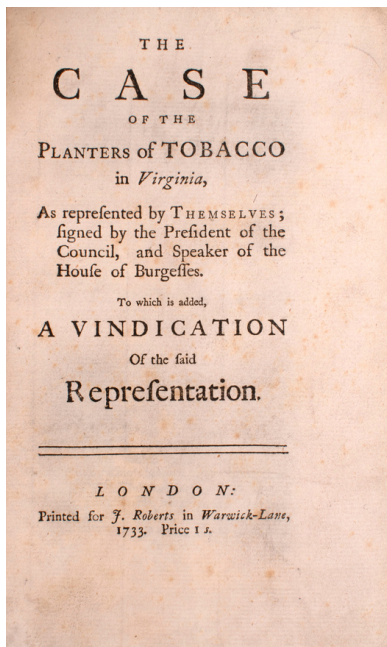 THE
CASE
OF THE
PLANTERS of TOBACCO
in Virginia,
As repreſented by THEMSELVES;
ſigned by the Preſident of the
Council, and Speaker of the
Houſe of Burgeſſes.
To which is added,
A VINDICATION
Of the ſaid
Repreſentation.
LONDON:
Printed for J. Roberts in Warwick-Lane,
1733. Price 1 s.